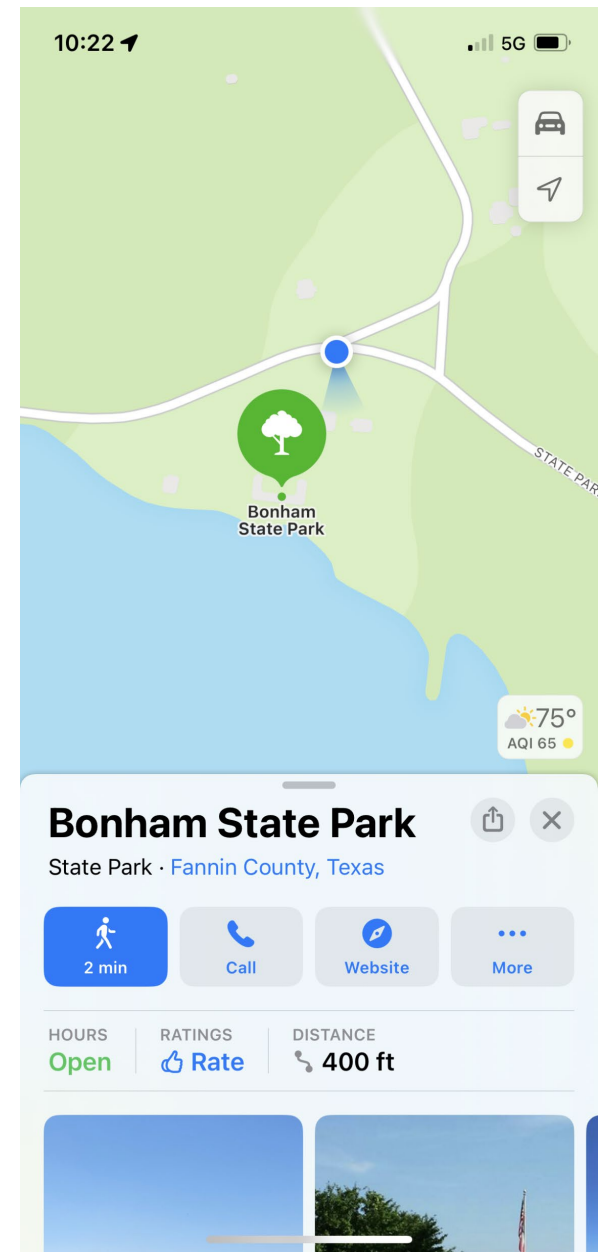 10:22
5G
STATE PAR
Bonham
State Park
75°
AQI 65
Bonham State Park
State Park · Fannin County, Texas
2 min
Call
Website
More
HOURS
RATINGS
DISTANCE
Open
Rate
400 ft